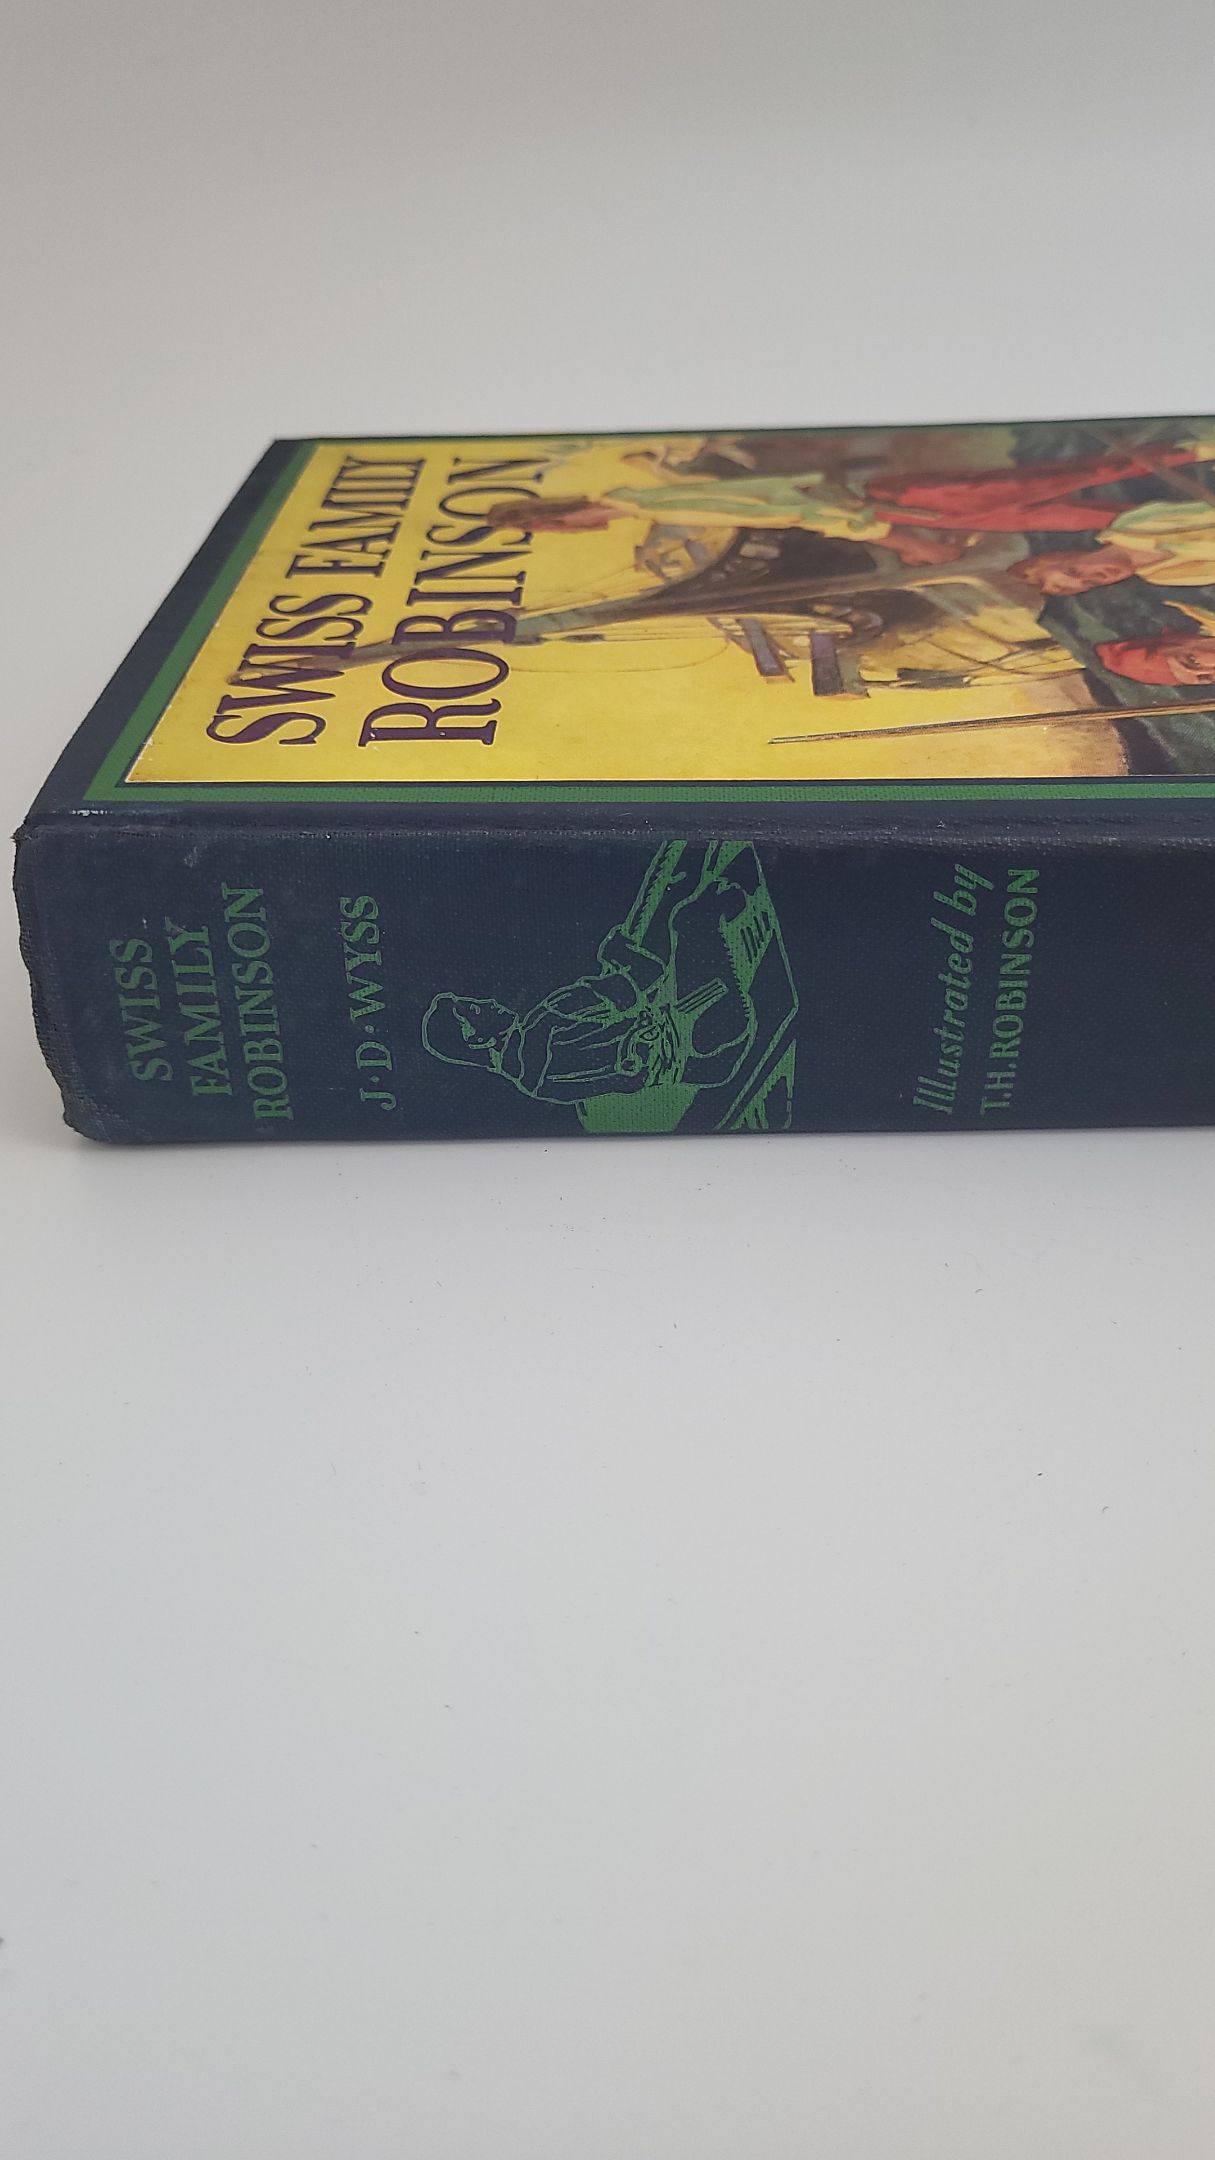 SWISS FAMILY
ROBINSON
SWISS
FAMILY
ROBINSON
J·D·WYSS
Illustrated by
T.H.ROBINSON